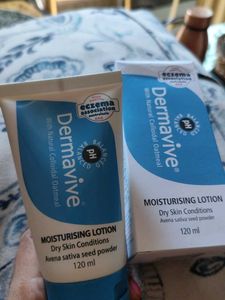 eczema
association
Dermavive
With Natural Colloidal Oatmeal
pH
MOISTURISING LOTION
Dry Skin Conditions
Avena sativa seed powder
120 ml
eczema
association
Dermavive®
With Natural Colloidal Oatmeal
pH
MOISTURISING LOTION
Dry Skin Conditions
Avena sativa seed powder
120 ml